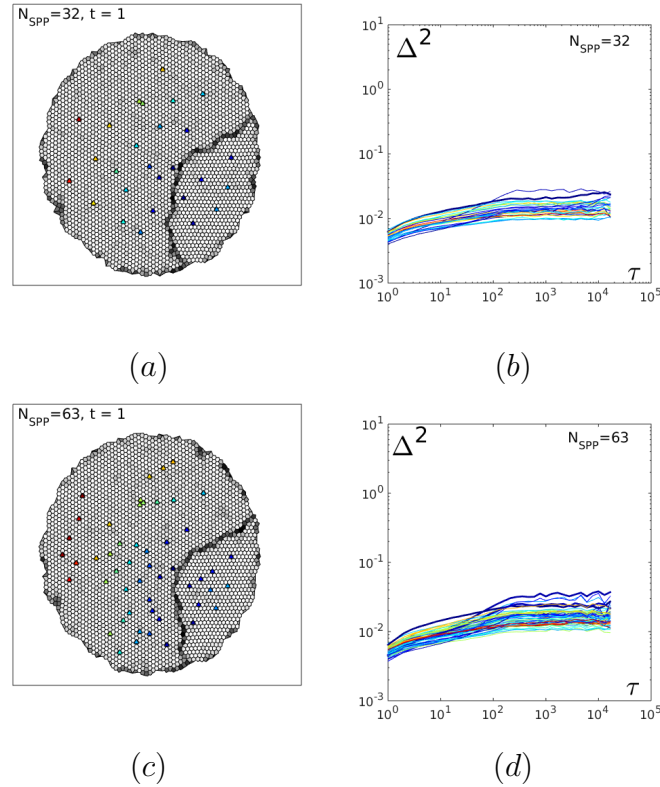 N_SPP=32, t = 1
Δ²
N_SPP=32
10¹
10⁰
10⁻¹
10⁻²
10⁻³
10⁰ 10¹ 10² 10³ 10⁴ 10⁵
τ
(a)
(b)
N_SPP=63, t = 1
Δ²
N_SPP=63
10¹
10⁰
10⁻¹
10⁻²
10⁻³
10⁰ 10¹ 10² 10³ 10⁴ 10⁵
τ
(c)
(d)